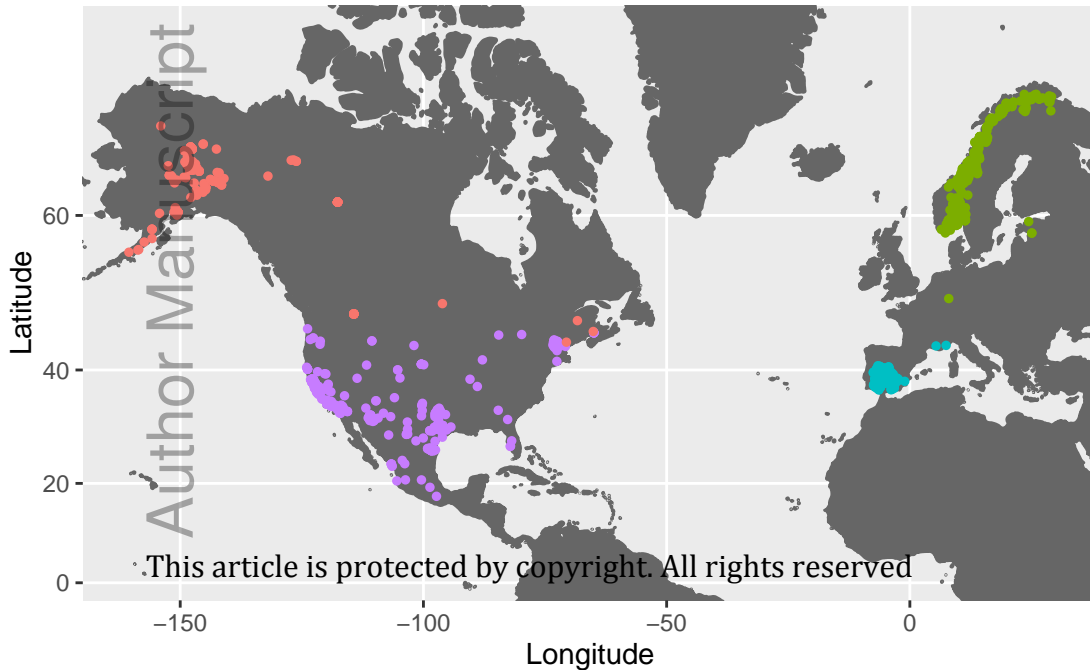 Author Manuscript
60
40
20
0
Latitude
This article is protected by copyright. All rights reserved
−150
−100
−50
0
Longitude